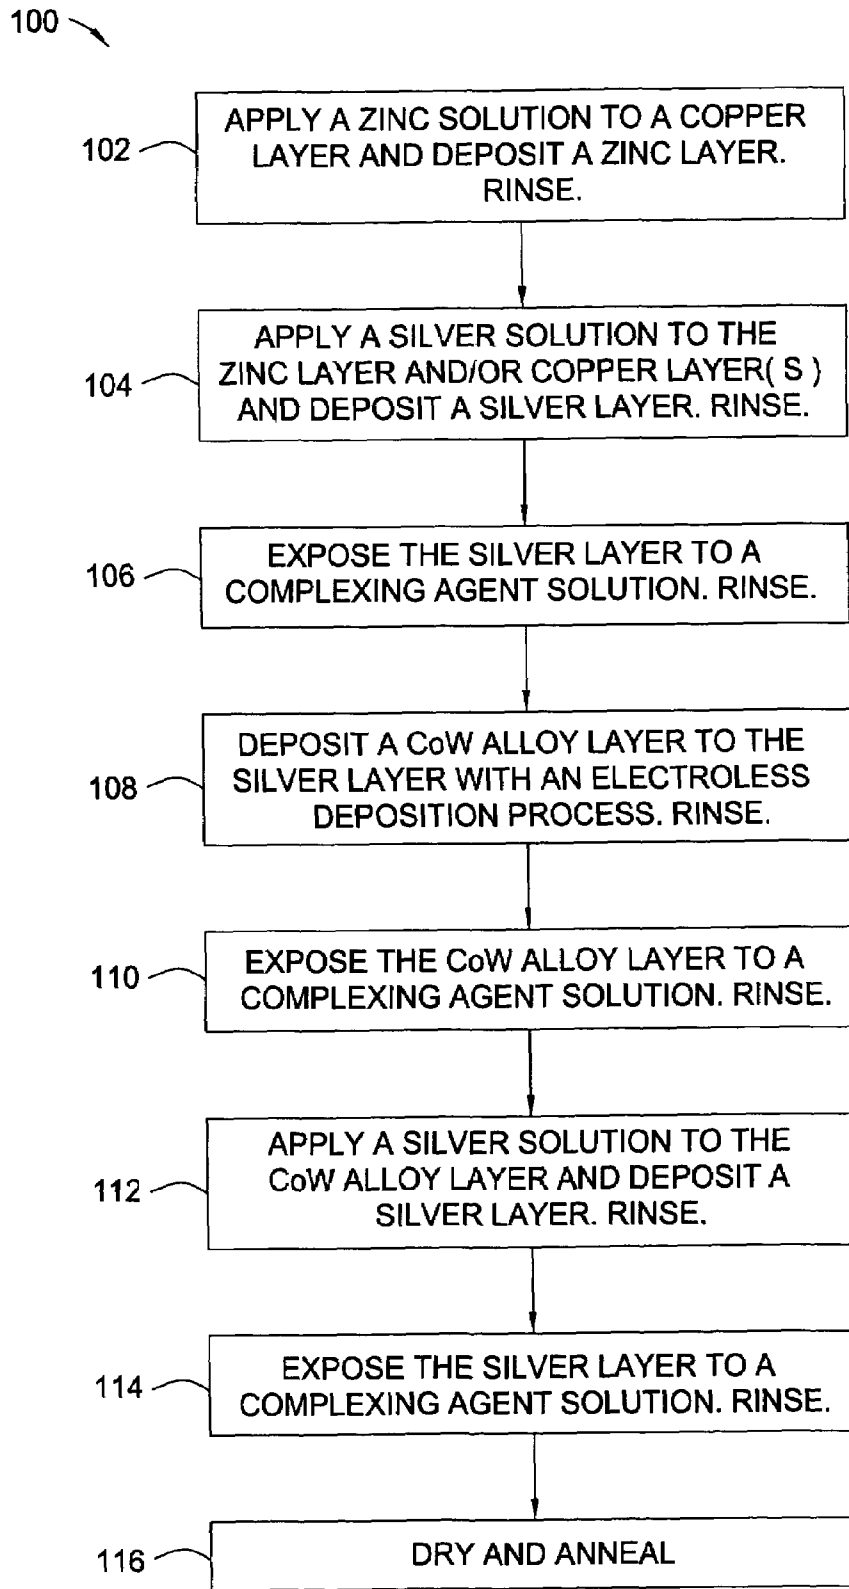 100
102
APPLY A ZINC SOLUTION TO A COPPER
LAYER AND DEPOSIT A ZINC LAYER.
RINSE.
104
APPLY A SILVER SOLUTION TO THE
ZINC LAYER AND/OR COPPER LAYER( S )
AND DEPOSIT A SILVER LAYER. RINSE.
106
EXPOSE THE SILVER LAYER TO A
COMPLEXING AGENT SOLUTION. RINSE.
108
DEPOSIT A CoW ALLOY LAYER TO THE
SILVER LAYER WITH AN ELECTROLESS
DEPOSITION PROCESS. RINSE.
110
EXPOSE THE CoW ALLOY LAYER TO A
COMPLEXING AGENT SOLUTION. RINSE.
112
APPLY A SILVER SOLUTION TO THE
CoW ALLOY LAYER AND DEPOSIT A
SILVER LAYER. RINSE.
114
EXPOSE THE SILVER LAYER TO A
COMPLEXING AGENT SOLUTION. RINSE.
116
DRY AND ANNEAL